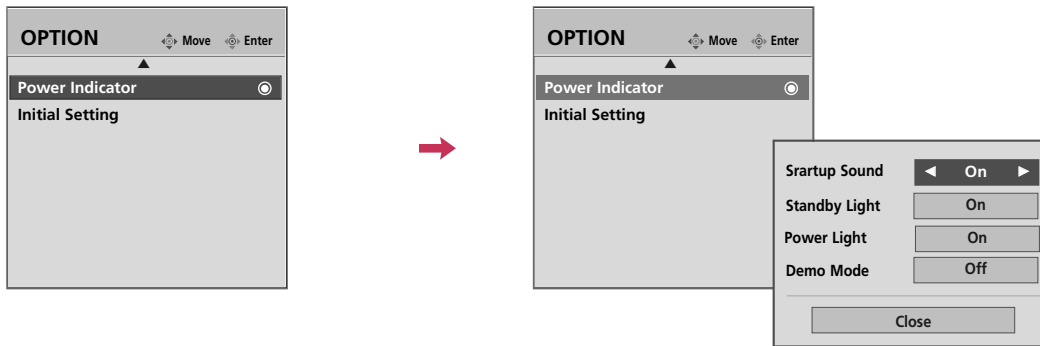 OPTION Move Enter
Power Indicator
Initial Setting
OPTION Move Enter
Power Indicator
Initial Setting
Srartup Sound On
Standby Light On
Power Light On
Demo Mode Off
Close